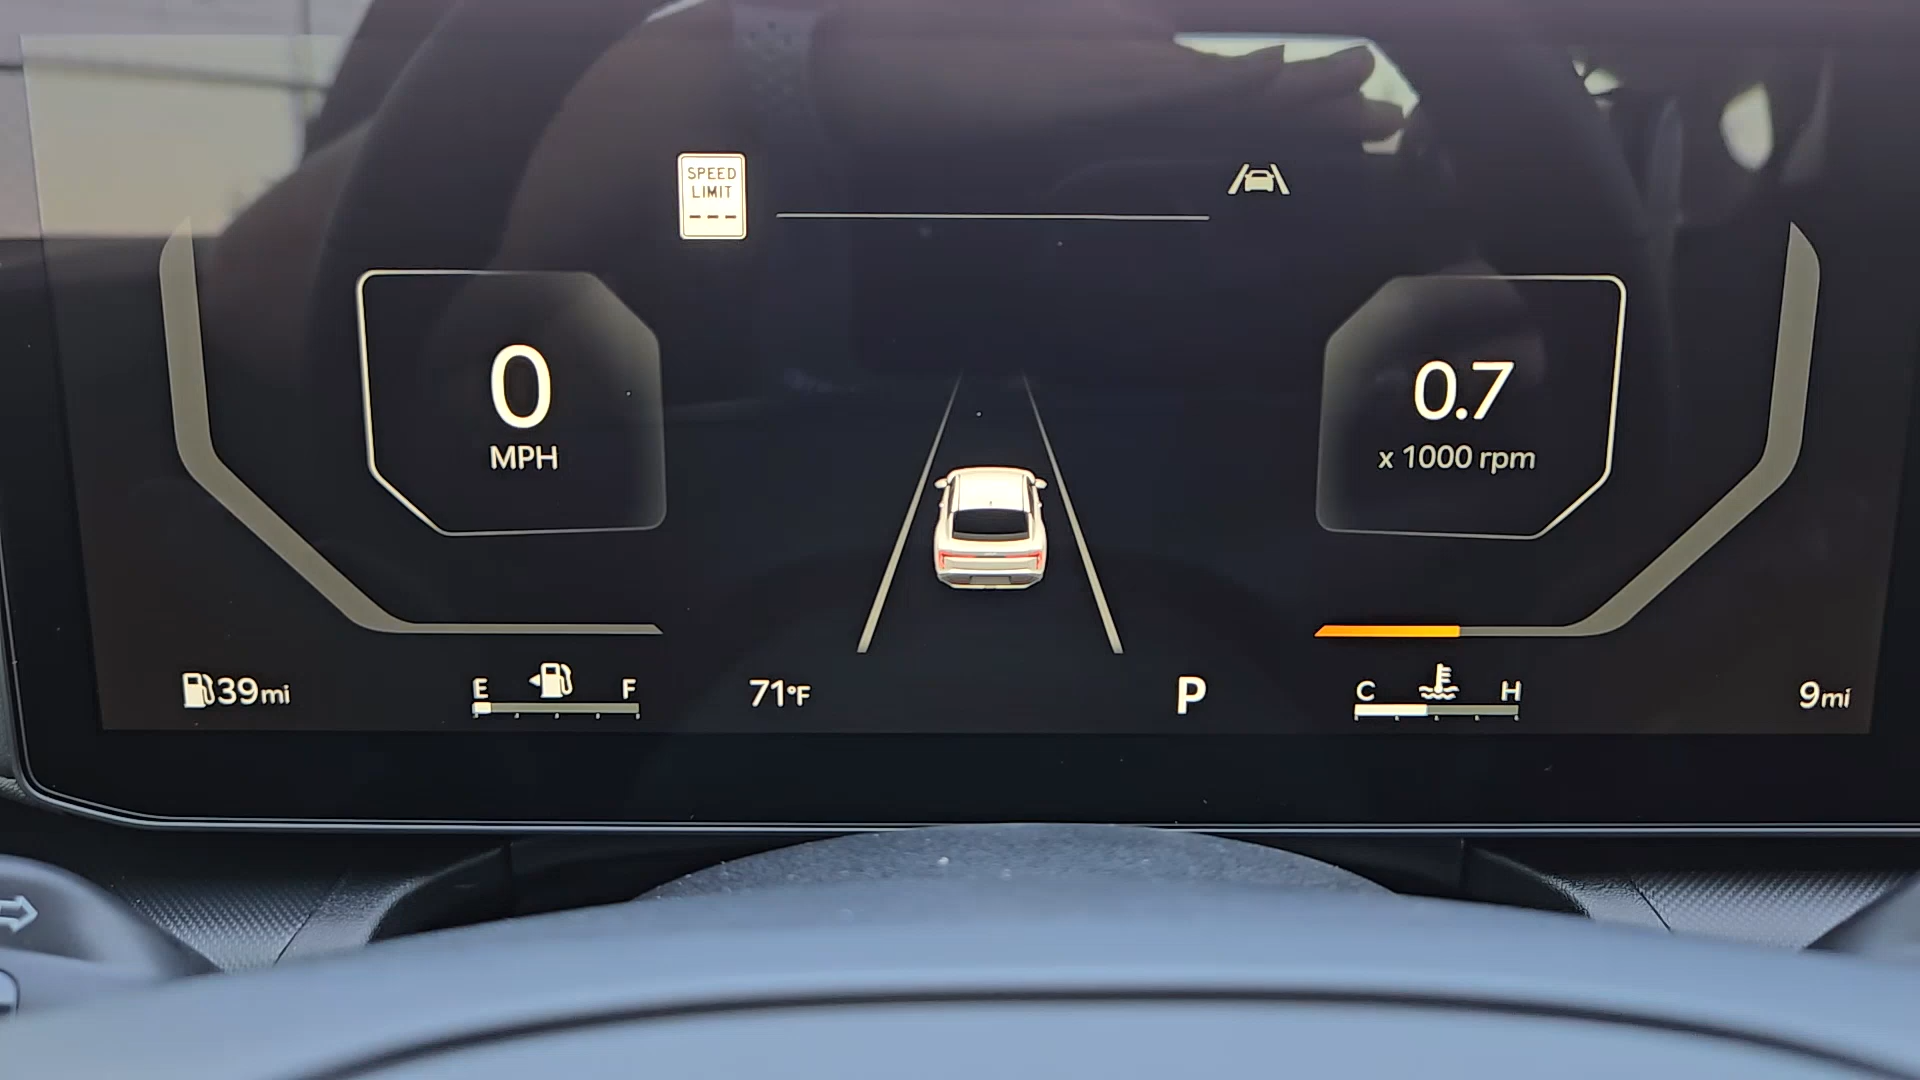 SPEED
LIMIT
---
0
MPH
0.7
x 1000 rpm
39mi
E F
71°F
P
C H
9mi